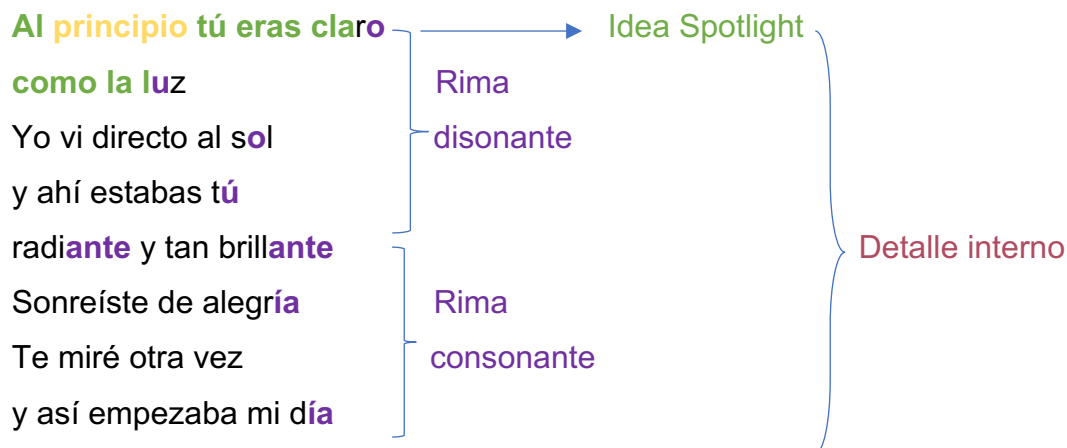 Al principio tú eras claro Idea Spotlight
como la luz Rima
Yo vi directo al sol disonante
y ahí estabas tú
radiante y tan brillante Detalle interno
Sonreíste de alegría Rima
Te miré otra vez consonante
y así empezaba mi día